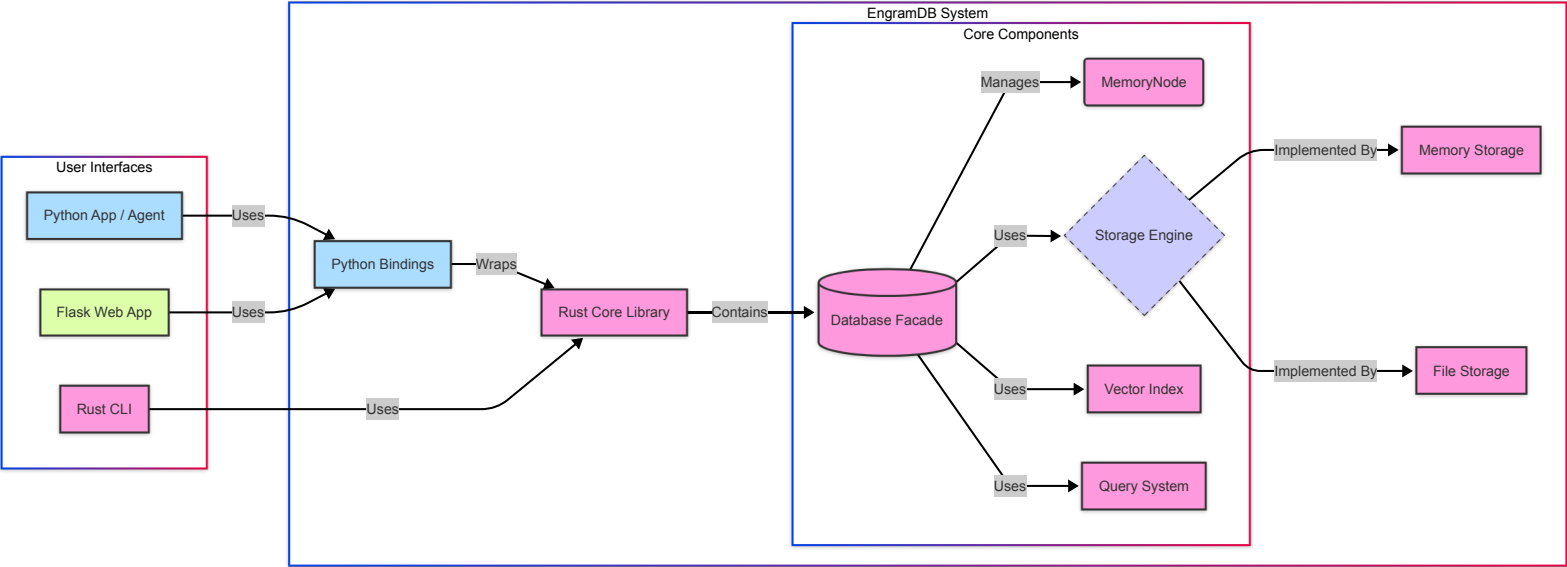 EngramDB System
Core Components
User Interfaces
Python App / Agent
Uses
Flask Web App
Uses
Rust CLI
Uses
Python Bindings
Wraps
Rust Core Library
Contains
Database Facade
Manages
MemoryNode
Uses
Storage Engine
Uses
Vector Index
Uses
Query System
Implemented By
Memory Storage
Implemented By
File Storage